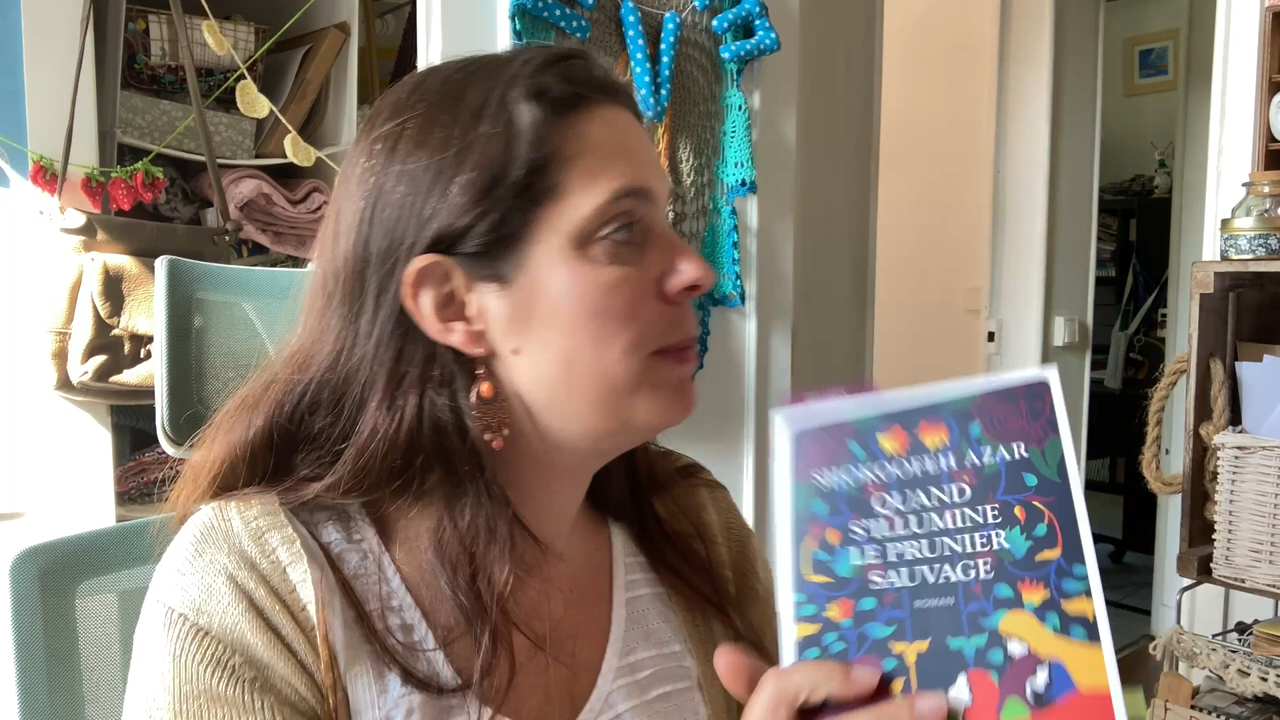 AZAR
QUAND
S'ILLUMINE
LE PRUNIER
SAUVAGE
ROMAN